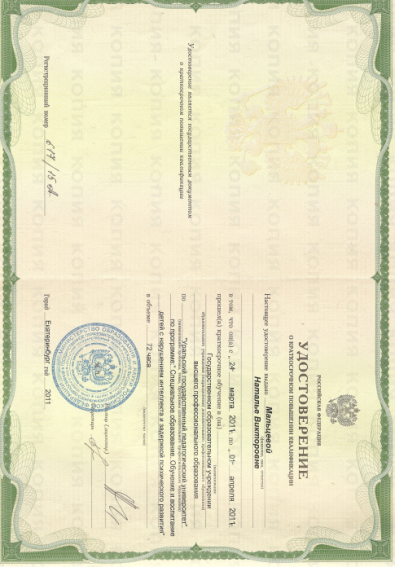 Удостоверение является государственным документом
о краткосрочном повышении квалификации
Регистрационный номер 617/15
РОССИЙСКАЯ ФЕДЕРАЦИЯ
УДОСТОВЕРЕНИЕ
О КРАТКОСРОЧНОМ ПОВЫШЕНИИ КВАЛИФИКАЦИИ
Настоящее удостоверение выдано Мальцевой
Наталье Викторовне
в том, что он(а) с „24“ марта 2011 по „01“ апреля 2011
прошел(а) краткосрочное обучение в (на)
Государственном образовательном учреждении
высшего профессионального образования
"Уральский государственный педагогический университет"
по
по программе: "Специальное образование. Обучение и воспитание
детей с нарушением интеллекта и задержкой психического развития"
в объеме 72 часа
Город Екатеринбург год 2011